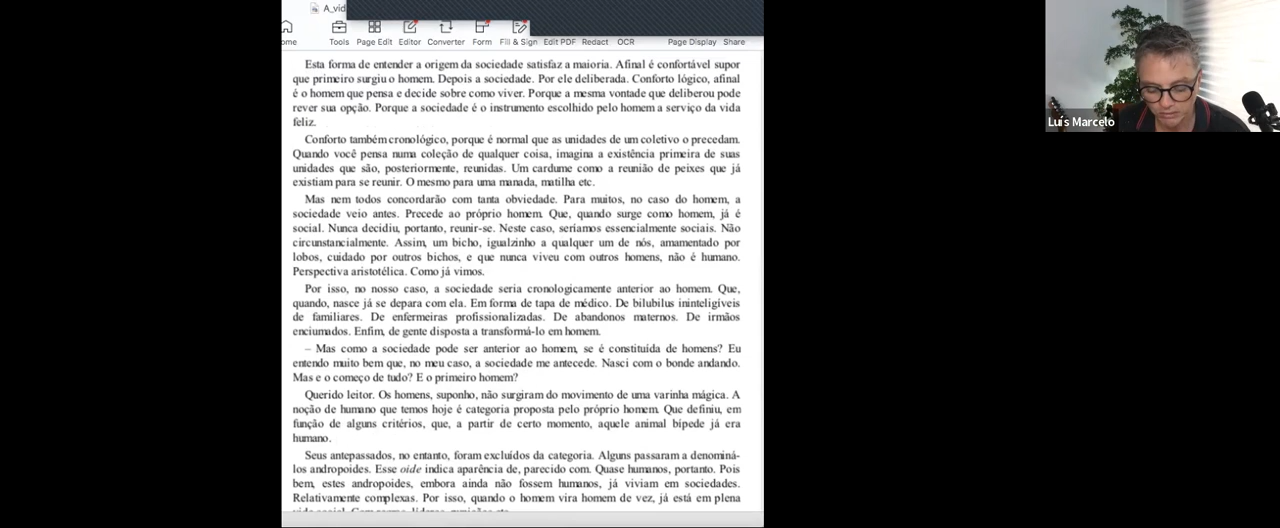 A_vid
ome Tools Page Edit Editor Converter Form Fill & Sign Edit PDF Redact OCR Page Display Share
Esta forma de entender a origem da sociedade satisfaz a maioria. Afinal é confortável supor
que primeiro surgiu o homem. Depois a sociedade. Por ele deliberada. Conforto lógico, afinal
é o homem que pensa e decide sobre como viver. Porque a mesma vontade que deliberou pode
rever sua opção. Porque a sociedade é o instrumento escolhido pelo homem a serviço da vida
feliz.
Conforto também cronológico, porque é normal que as unidades de um coletivo o precedam.
Quando você pensa numa coleção de qualquer coisa, imagina a existência primeira de suas
unidades que são, posteriormente, reunidas. Um cardume como a reunião de peixes que já
existiam para se reunir. O mesmo para uma manada, matilha etc.
Mas nem todos concordarão com tanta obviedade. Para muitos, no caso do homem, a
sociedade veio antes. Precede ao próprio homem. Que, quando surge como homem, já é
social. Nunca decidiu, portanto, reunir-se. Neste caso, seríamos essencialmente sociais. Não
circunstancialmente. Assim, um bicho, igualzinho a qualquer um de nós, amamentado por
lobos, cuidado por outros bichos, e que nunca viveu com outros homens, não é humano.
Perspectiva aristotélica. Como já vimos.
Por isso, no nosso caso, a sociedade seria cronologicamente anterior ao homem. Que,
quando, nasce já se depara com ela. Em forma de tapa de médico. De bilubilus ininteligíveis
de familiares. De enfermeiras profissionalizadas. De abandonos maternos. De irmãos
enciumados. Enfim, de gente disposta a transformá-lo em homem.
– Mas como a sociedade pode ser anterior ao homem, se é constituída de homens? Eu
entendo muito bem que, no meu caso, a sociedade me antecede. Nasci com o bonde andando.
Mas e o começo de tudo? E o primeiro homem?
Querido leitor. Os homens, suponho, não surgiram do movimento de uma varinha mágica. A
noção de humano que temos hoje é categoria proposta pelo próprio homem. Que definiu, em
função de alguns critérios, que, a partir de certo momento, aquele animal bípede já era
humano.
Seus antepassados, no entanto, foram excluídos da categoria. Alguns passaram a denominá-
los andropoides. Esse oide indica aparência de, parecido com. Quase humanos, portanto. Pois
bem, estes andropoides, embora ainda não fossem humanos, já viviam em sociedades.
Relativamente complexas. Por isso, quando o homem vira homem de vez, já está em plena
Luís Marcelo